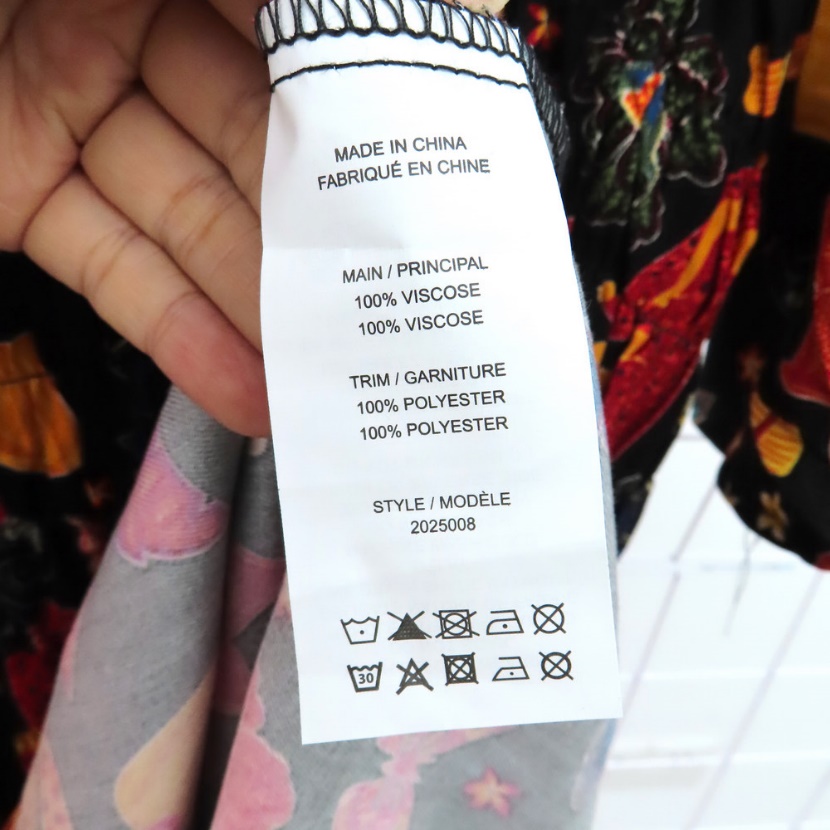 MADE IN CHINA
FABRIQUÉ EN CHINE
MAIN / PRINCIPAL
100% VISCOSE
100% VISCOSE
TRIM / GARNITURE
100% POLYESTER
100% POLYESTER
STYLE / MODÈLE
2025008
30